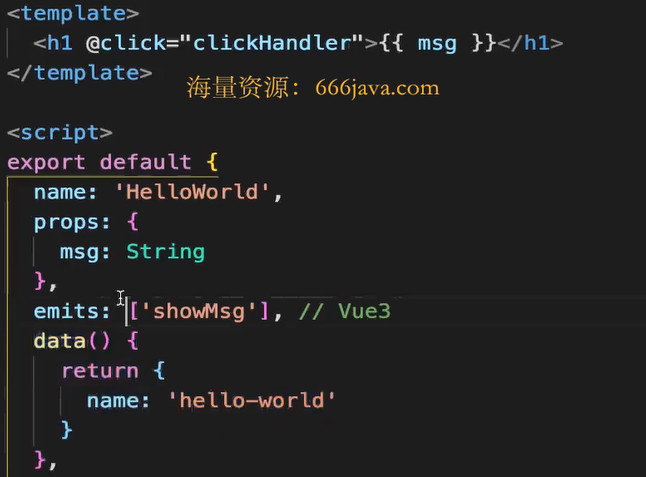 <template>
  <h1 @click="clickHandler">{{ msg }}</h1>
</template>
海量资源：666java.com
<script>
export default {
  name: 'HelloWorld',
  props: {
    msg: String
  },
  emits: ['showMsg'], // Vue3
  data() {
    return {
      name: 'hello-world'
    }
  },